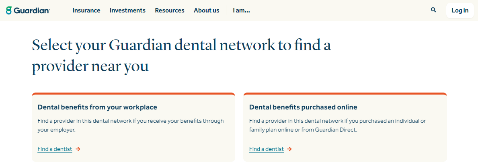 Guardian
Insurance Investments Resources About us I am... Log in
Select your Guardian dental network to find a
provider near you
Dental benefits from your workplace
Find a provider in this dental network if you receive your benefits through
your employer.
Find a dentist →
Dental benefits purchased online
Find a provider in this dental network if you purchased an individual or
family plan online or from Guardian Direct.
Find a dentist →